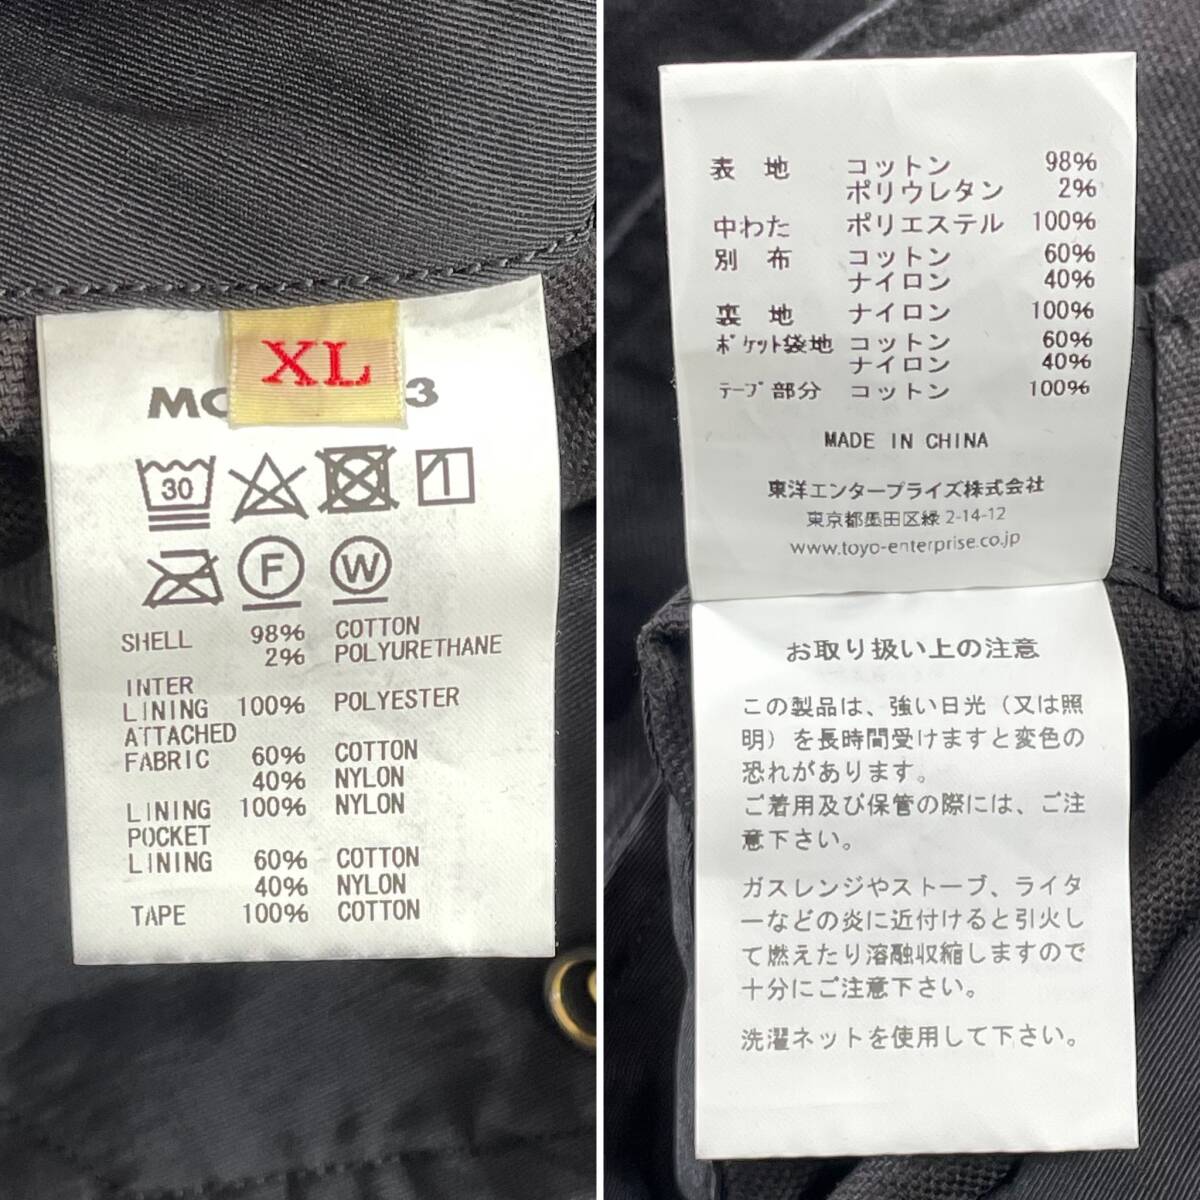 XL
30
1
F
W
SHELL 98% COTTON
2% POLYURETHANE
INTER
LINING 100% POLYESTER
ATTACHED
FABRIC 60% COTTON
40% NYLON
LINING 100% NYLON
POCKET
LINING 60% COTTON
40% NYLON
TAPE 100% COTTON
表 地 コットン 98%
ポリウレタン 2%
中わた ポリエステル 100%
別 布 コットン 60%
ナイロン 40%
裏 地 ナイロン 100%
ポケット袋地 コットン 60%
ナイロン 40%
テープ部分 コットン 100%
MADE IN CHINA
東洋エンタープライズ株式会社
東京都墨田区緑 2-14-12
www.toyo-enterprise.co.jp
お取り扱い上の注意
この製品は、強い日光（又は照
明）を長時間受けますと変色の
恐れがあります。
ご着用及び保管の際には、ご注
意下さい。
ガスレンジやストーブ、ライタ
ーなどの炎に近付けると引火し
て燃えたり溶融収縮しますので
十分にご注意下さい。
洗濯ネットを使用して下さい。